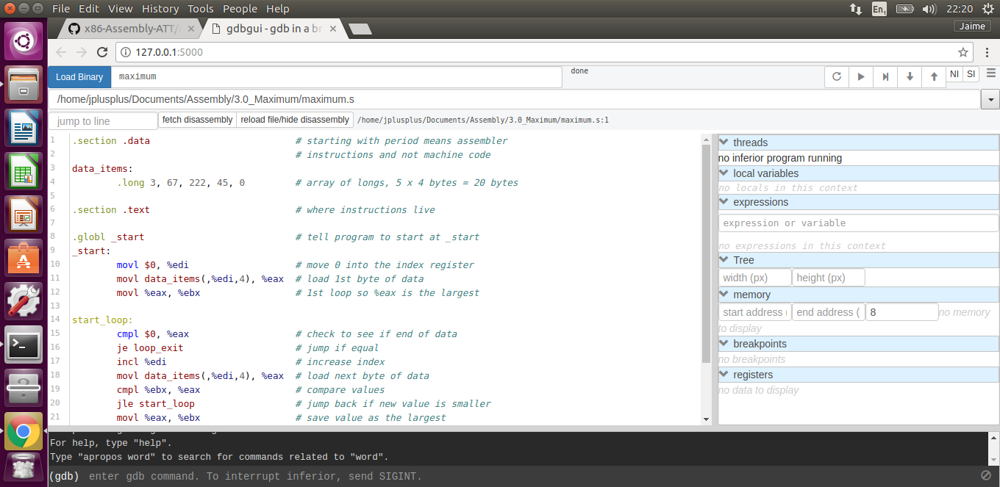 File Edit View History Tools People Help
En1 22:20
x86-Assembly-ATT/ gdbgui - gdb in a br Jaime
127.0.0.1:5000
Load Binary maximum done NI SI
/home/jplusplus/Documents/Assembly/3.0_Maximum/maximum.s
jump to line fetch disassembly reload file/hide disassembly /home/jplusplus/Documents/Assembly/3.0_Maximum/maximum.s:1
1 .section .data # starting with period means assembler
2 # instructions and not machine code
3 data_items:
4 .long 3, 67, 222, 45, 0 # array of longs, 5 x 4 bytes = 20 bytes
5
6 .section .text # where instructions live
7
8 .globl _start # tell program to start at _start
9 _start:
10 movl $0, %edi # move 0 into the index register
11 movl data_items(,%edi,4), %eax # load 1st byte of data
12 movl %eax, %ebx # 1st loop so %eax is the largest
13
14 start_loop:
15 cmpl $0, %eax # check to see if end of data
16 je loop_exit # jump if equal
17 incl %edi # increase index
18 movl data_items(,%edi,4), %eax # load next byte of data
19 cmpl %ebx, %eax # compare values
20 jle start_loop # jump back if new value is smaller
21 movl %eax, %ebx # save value as the largest
threads
no inferior program running
local variables
no locals in this context
expressions
expression or variable
no expressions in this context
Tree
width (px) height (px)
memory
start address ( end address ( 8 no memory
to display
breakpoints
no breakpoints
registers
no data to display
For help, type "help".
Type "apropos word" to search for commands related to "word".
(gdb) enter gdb command. To interrupt inferior, send SIGINT.